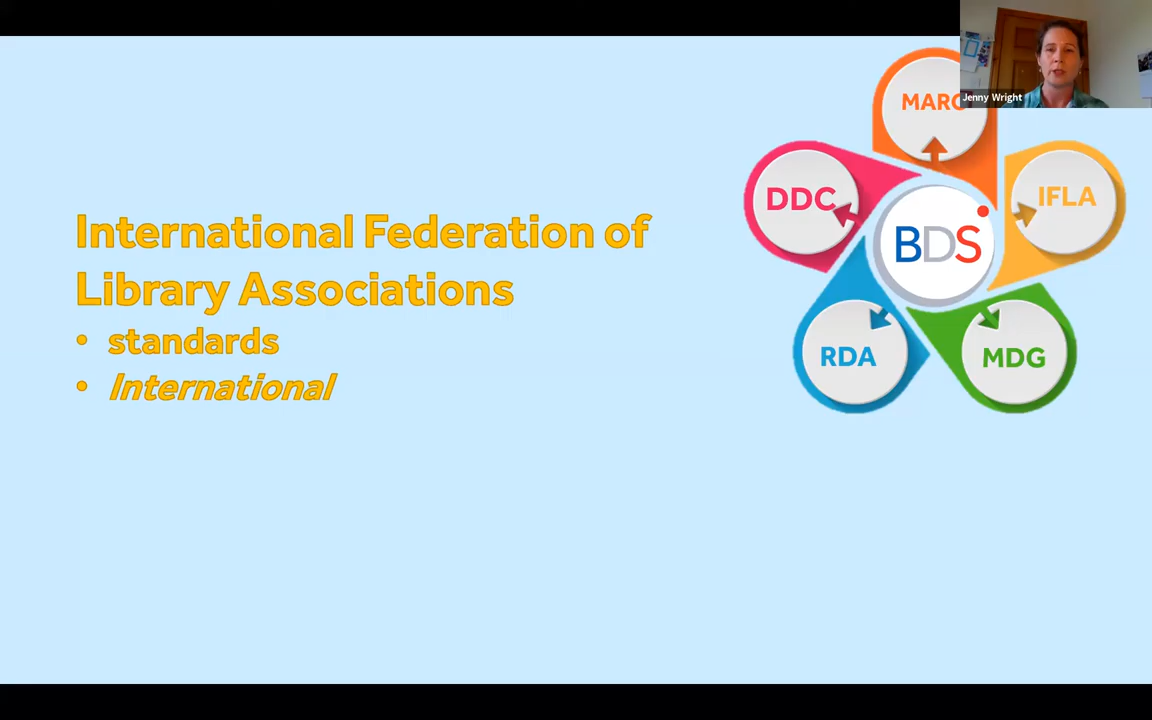 International Federation of
Library Associations
• standards
• International
MARC
DDC
IFLA
BDS
RDA
MDG
Jenny Wright